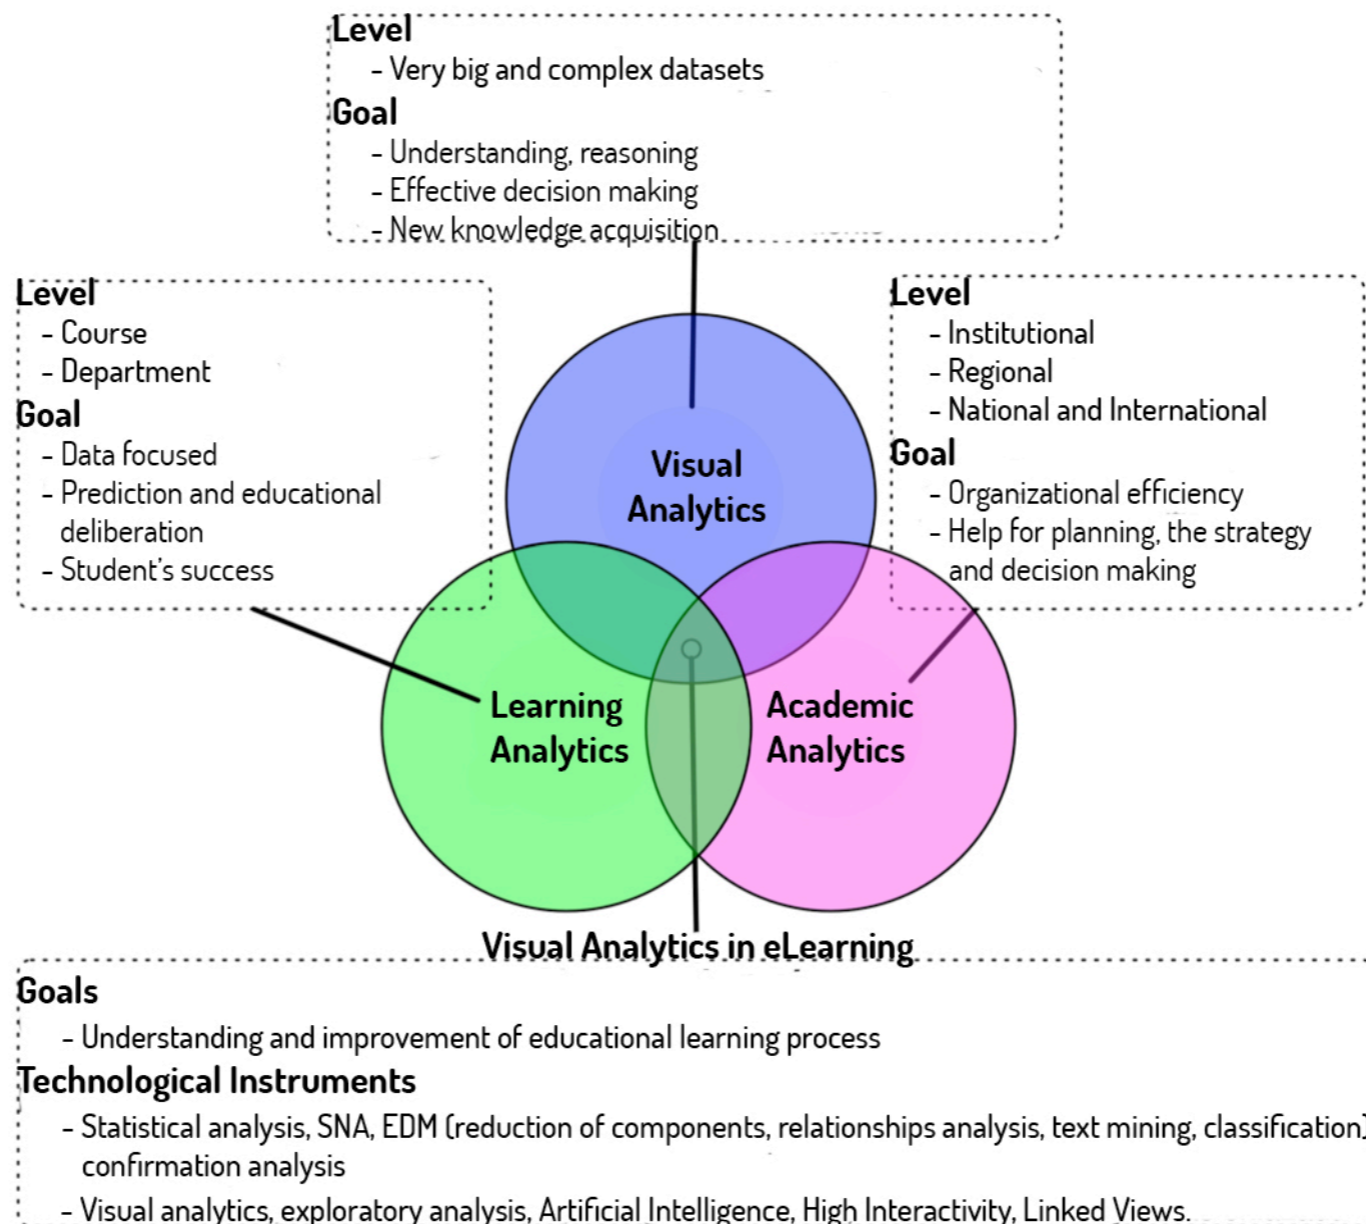 Level
- Very big and complex datasets
Goal
- Understanding, reasoning
- Effective decision making
- New knowledge acquisition
Level
- Course
- Department
Goal
- Data focused
- Prediction and educational
deliberation
- Student's success
Level
- Institutional
- Regional
- National and International
Goal
- Organizational efficiency
- Help for planning, the strategy
and decision making
Visual
Analytics
Learning
Analytics
Academic
Analytics
Visual Analytics in eLearning
Goals
- Understanding and improvement of educational learning process
Technological Instruments
- Statistical analysis, SNA, EDM (reduction of components, relationships analysis, text mining, classification)
confirmation analysis
- Visual analytics, exploratory analysis, Artificial Intelligence, High Interactivity, Linked Views.